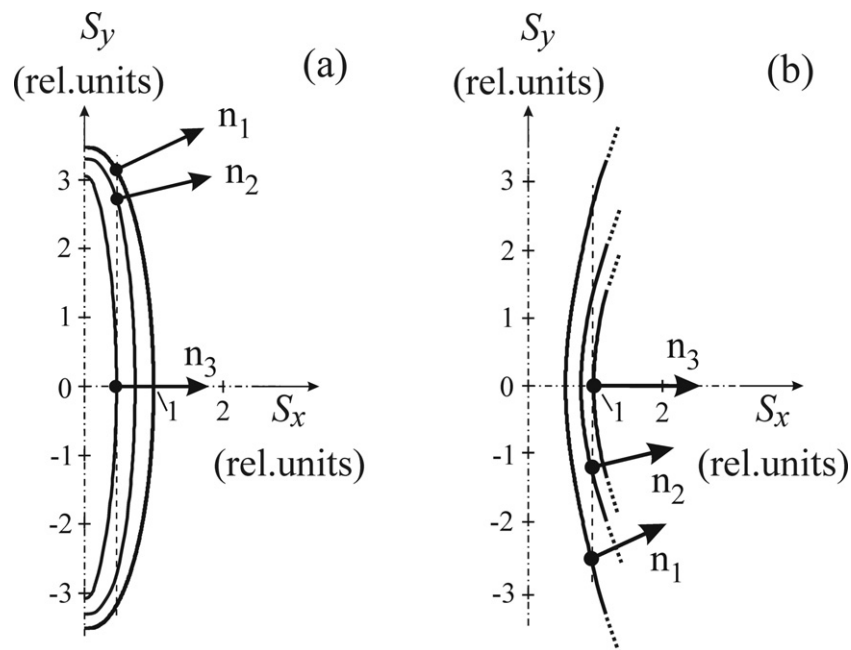 S_y
(rel.units)
(a)
n_1
n_2
3
2
1
n_3
0
1
2
S_x
-1
(rel.units)
-2
-3
S_y
(rel.units)
(b)
3
2
1
n_3
0
1
2
S_x
-1
n_2
(rel.units)
-2
n_1
-3